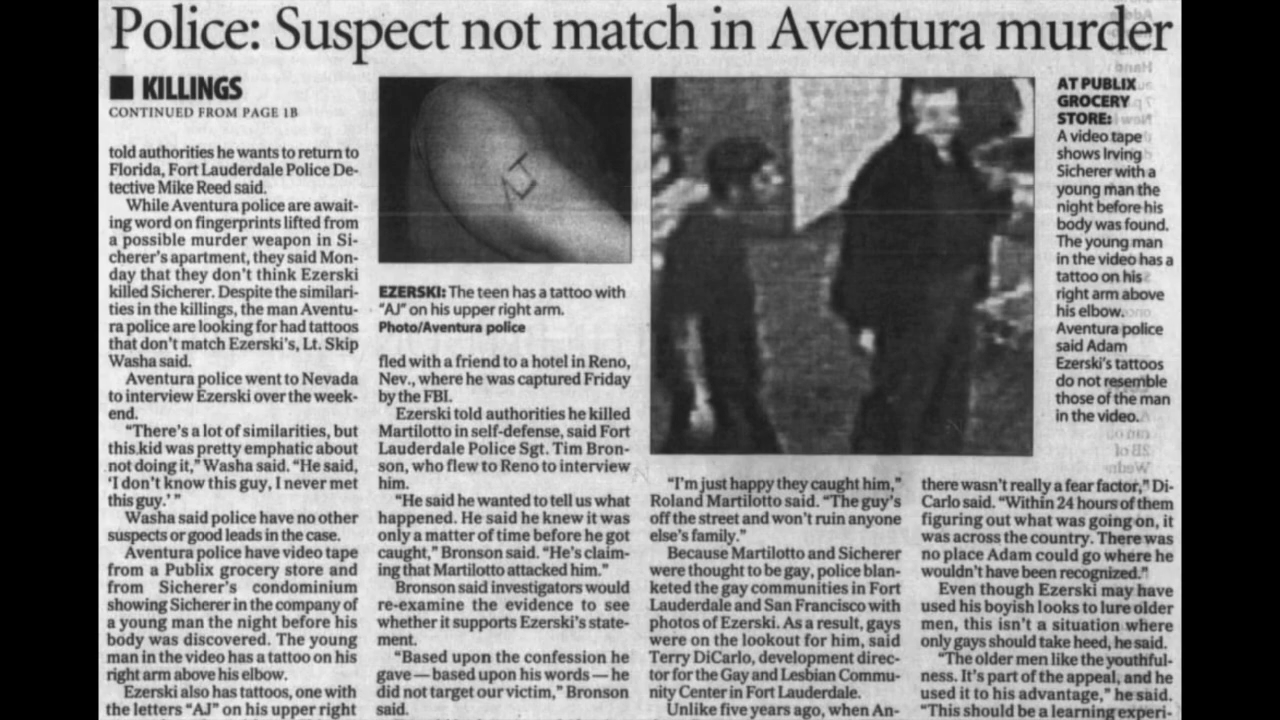 Police: Suspect not match in Aventura murder
KILLINGS
CONTINUED FROM PAGE 1B
told authorities he wants to return to
Florida, Fort Lauderdale Police De-
tective Mike Reed said.
While Aventura police are await-
ing word on fingerprints lifted from
a possible murder weapon in Si-
cherer's apartment, they said Mon-
day that they don't think Ezerski
killed Sicherer. Despite the similari-
ties in the killings, the man Aventu-
ra police are looking for had tattoos
that don't match Ezerski's, Lt. Skip
Washa said.
Aventura police went to Nevada
to interview Ezerski over the week-
end.
"There's a lot of similarities, but
this kid was pretty emphatic about
not doing it," Washa said. "He said,
'I don't know this guy, I never met
this guy.' "
Washa said police have no other
suspects or good leads in the case.
Aventura police have video tape
from a Publix grocery store and
from Sicherer's condominium
showing Sicherer in the company of
a young man the night before his
body was discovered. The young
man in the video has a tattoo on his
right arm above his elbow.
Ezerski also has tattoos, one with
the letters "AJ" on his upper right
AJ
EZERSKI: The teen has a tattoo with
"AJ" on his upper right arm.
Photo/Aventura police
fled with a friend to a hotel in Reno,
Nev., where he was captured Friday
by the FBI.
Ezerski told authorities he killed
Martilotto in self-defense, said Fort
Lauderdale Police Sgt. Tim Bron-
son, who flew to Reno to interview
him.
"He said he wanted to tell us what
happened. He said he knew it was
only a matter of time before he got
caught," Bronson said. "He's claim-
ing that Martilotto attacked him."
Bronson said investigators would
re-examine the evidence to see
whether it supports Ezerski's state-
ment.
"Based upon the confession he
gave — based upon his words — he
did not target our victim," Bronson
said.
AT PUBLIX
GROCERY
STORE:
A video tape
shows Irving
Sicherer with a
young man the
night before his
body was found.
The young man
in the video has a
tattoo on his
right arm above
his elbow.
Aventura police
said Adam
Ezerski's tattoos
do not resemble
those of the man
in the video.
"I'm just happy they caught him,"
Roland Martilotto said. "The guy's
off the street and won't ruin anyone
else's family."
Because Martilotto and Sicherer
were thought to be gay, police blan-
keted the gay communities in Fort
Lauderdale and San Francisco with
photos of Ezerski. As a result, gays
were on the lookout for him, said
Terry DiCarlo, development direc-
tor for the Gay and Lesbian Commu-
nity Center in Fort Lauderdale.
Unlike five years ago, when An-
there wasn't really a fear factor," Di-
Carlo said. "Within 24 hours of them
figuring out what was going on, it
was across the country. There was
no place Adam could go where he
wouldn't have been recognized."
Even though Ezerski may have
used his boyish looks to lure older
men, this isn't a situation where
only gays should take heed, he said.
"The older men like the youthful-
ness. It's part of the appeal, and he
used it to his advantage," he said.
"This should be a learning experi-